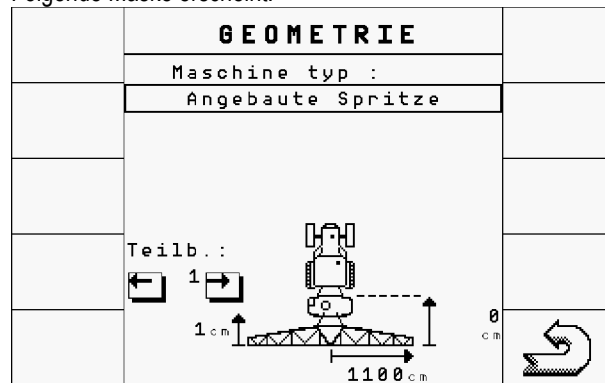 Folgende Maske erscheint:
GEOMETRIE
Maschine typ :
Angebaute Spritze
Teilb.:
1
1 cm
0 cm
1100 cm